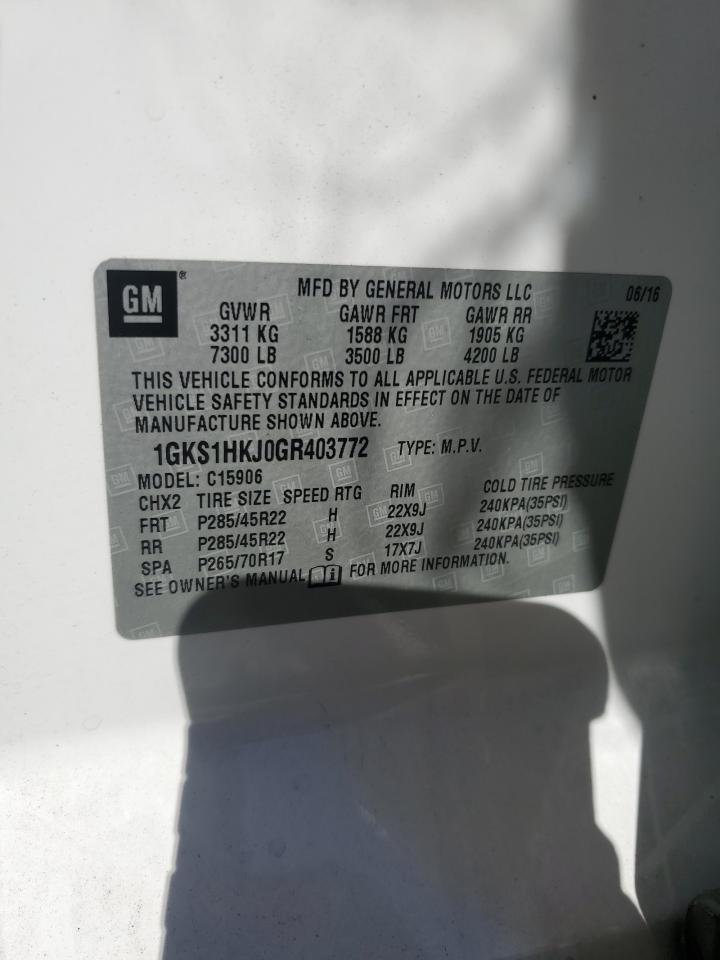 GM®
MFD BY GENERAL MOTORS LLC 06/16
GVWR GAWR FRT GAWR RR
3311 KG 1588 KG 1905 KG
7300 LB 3500 LB 4200 LB
THIS VEHICLE CONFORMS TO ALL APPLICABLE U.S. FEDERAL MOTOR
VEHICLE SAFETY STANDARDS IN EFFECT ON THE DATE OF
MANUFACTURE SHOWN ABOVE.
1GKS1HKJ0GR403772 TYPE: M.P.V.
MODEL: C15906
CHX2 TIRE SIZE SPEED RTG RIM COLD TIRE PRESSURE
FRT P285/45R22 H 22X9J 240KPA(35PSI)
RR P285/45R22 H 22X9J 240KPA(35PSI)
SPA P265/70R17 S 17X7J 240KPA(35PSI)
SEE OWNER'S MANUAL i FOR MORE INFORMATION.